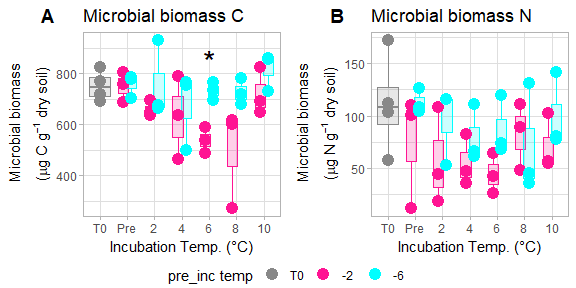 A Microbial biomass C
Microbial biomass
(µg C g⁻¹ dry soil)
800
600
400
*
T0 Pre 2 4 6 8 10
Incubation Temp. (°C)
B Microbial biomass N
Microbial biomass
(µg N g⁻¹ dry soil)
150
100
50
T0 Pre 2 4 6 8 10
Incubation Temp. (°C)
pre_inc temp T0 -2 -6